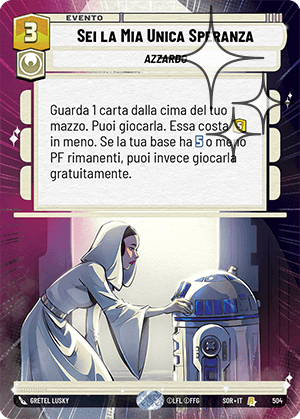 3
EVENTO
SEI LA MIA UNICA SPERANZA
AZZARDO
Guarda 1 carta dalla cima del tuo
mazzo. Puoi giocarla. Essa costa 5
in meno. Se la tua base ha 5 o meno
PF rimanenti, puoi invece giocarla
gratuitamente.
GRETEL LUSKY
©LFL ©FFG
SOR•IT
504